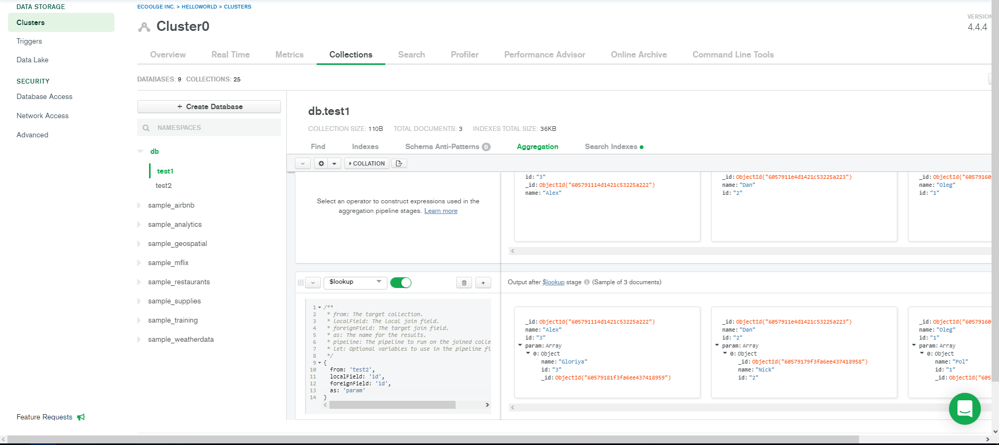 DATA STORAGE
Clusters
Triggers
Data Lake
SECURITY
Database Access
Network Access
Advanced
Feature Requests
ECOOLGE INC. > HELLOWORLD > CLUSTERS
Cluster0
VERSION
4.4.4
Overview Real Time Metrics Collections Search Profiler Performance Advisor Online Archive Command Line Tools
DATABASES: 9 COLLECTIONS: 25
+ Create Database
NAMESPACES
db
test1
test2
sample_airbnb
sample_analytics
sample_geospatial
sample_mflix
sample_restaurants
sample_supplies
sample_training
sample_weatherdata
db.test1
COLLECTION SIZE: 110B TOTAL DOCUMENTS: 3 INDEXES TOTAL SIZE: 36KB
Find Indexes Schema Anti-Patterns 0 Aggregation Search Indexes
COLLATION
Select an operator to construct expressions used in the
aggregation pipeline stages. Learn more
id: "3"
_id: ObjectId("605791114d1421c53225a222")
name: "Alex"
_id: ObjectId("6057911e4d1421c53225a223")
name: "Dan"
id: "2"
_id: ObjectId("60579160
name: "Oleg"
id: "1"
$lookup
Output after $lookup stage (Sample of 3 documents)
1 /**
2 * from: The target collection.
3 * localField: The local join field.
4 * foreignField: The target join field.
5 * as: The name for the results.
6 * pipeline: The pipeline to run on the joined colle
7 * let: Optional variables to use in the pipeline fi
8 */
9 {
10 from: 'test2',
11 localField: 'id',
12 foreignField: 'id',
13 as: 'param'
14 }
_id: ObjectId("605791114d1421c53225a222")
name: "Alex"
id: "3"
param: Array
0: Object
name: "Gloriya"
id: "3"
_id: ObjectId("60579181f3fa6ee437418959")
_id: ObjectId("6057911e4d1421c53225a223")
name: "Dan"
id: "2"
param: Array
0: Object
_id: ObjectId("60579179f3fa6ee437418958")
name: "Nick"
id: "2"
_id: ObjectId("60579160
name: "Oleg"
id: "1"
param: Array
0: Object
name: "Pol"
id: "1"
_id: ObjectId("605